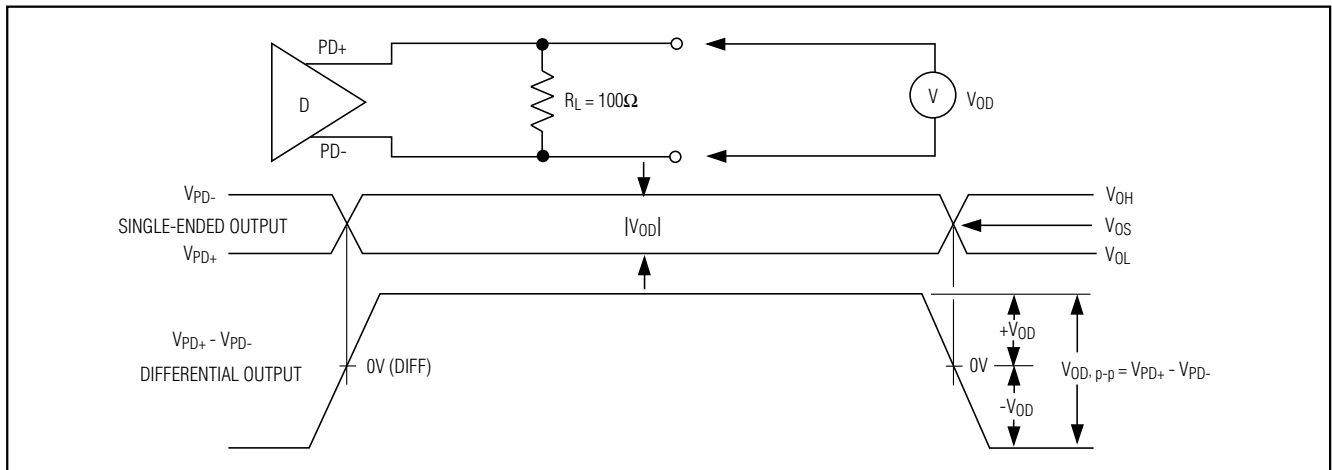 PD+
D
PD-
R_L = 100Ω
V
V_OD
V_PD-
SINGLE-ENDED OUTPUT
V_PD+
|V_OD|
V_OH
V_OS
V_OL
V_PD+ - V_PD-
DIFFERENTIAL OUTPUT
0V (DIFF)
0V
+V_OD
-V_OD
V_OD, p-p = V_PD+ - V_PD-